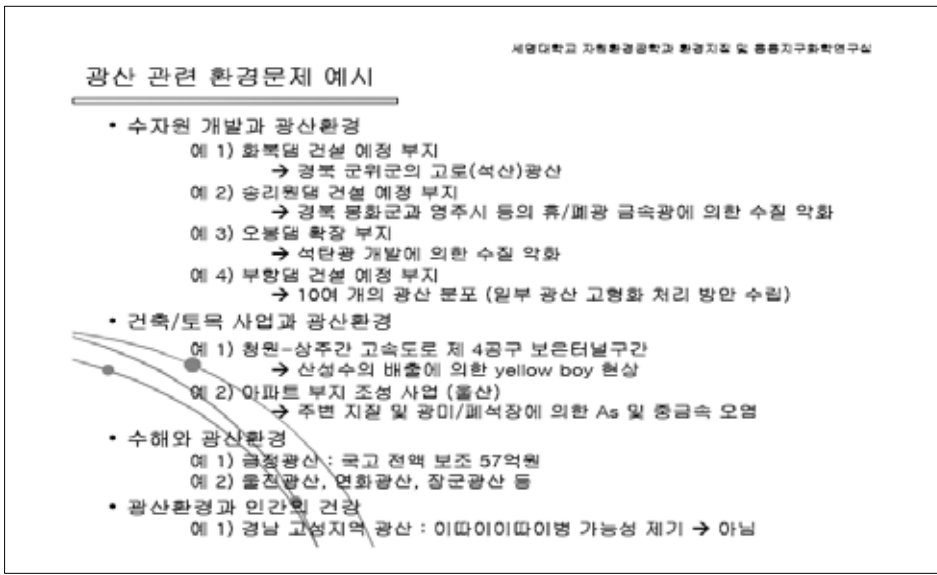 세명대학교 자원환경공학과 환경지질 및 응용지구화학연구실
광산 관련 환경문제 예시
• 수자원 개발과 광산환경
예 1) 화북댐 건설 예정 부지
→ 경북 군위군의 고로(석산)광산
예 2) 송리원댐 건설 예정 부지
→ 경북 봉화군과 영주시 등의 휴/폐광 금속광에 의한 수질 악화
예 3) 오봉댐 확장 부지
→ 석탄광 개발에 의한 수질 악화
예 4) 부항댐 건설 예정 부지
→ 10여 개의 광산 분포 (일부 광산 고형화 처리 방안 수립)
• 건축/토목 사업과 광산환경
예 1) 청원-상주간 고속도로 제 4공구 보은터널구간
→ 산성수의 배출에 의한 yellow boy 현상
예 2) 아파트 부지 조성 사업 (울산)
→ 주변 지질 및 광미/폐석장에 의한 As 및 중금속 오염
• 수해와 광산환경
예 1) 금정광산 : 국고 전액 보조 57억원
예 2) 울진광산, 연화광산, 장군광산 등
• 광산환경과 인간의 건강
예 1) 경남 고성지역 광산 : 이따이이따이병 가능성 제기 → 아님